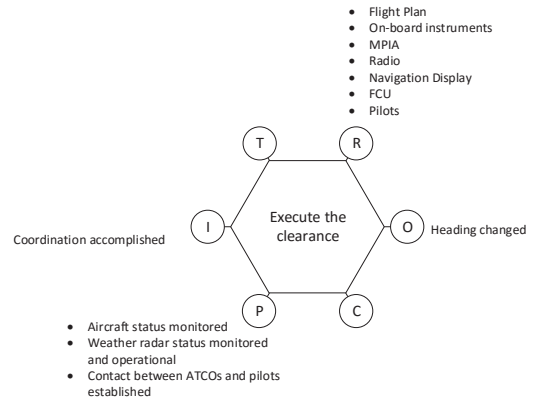 • Flight Plan
• On-board instruments
• MPIA
• Radio
• Navigation Display
• FCU
• Pilots
T
R
Execute the
clearance
I
O
Coordination accomplished
Heading changed
P
C
• Aircraft status monitored
• Weather radar status monitored
and operational
• Contact between ATCOs and pilots
established